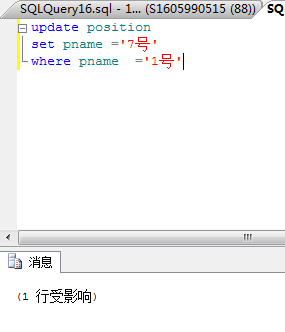 SQLQuery16.sql - 1... (S1605990515 (88))
SQ
update position
set pname ='7号'
where pname  ='1号'
消息
(1 行受影响)